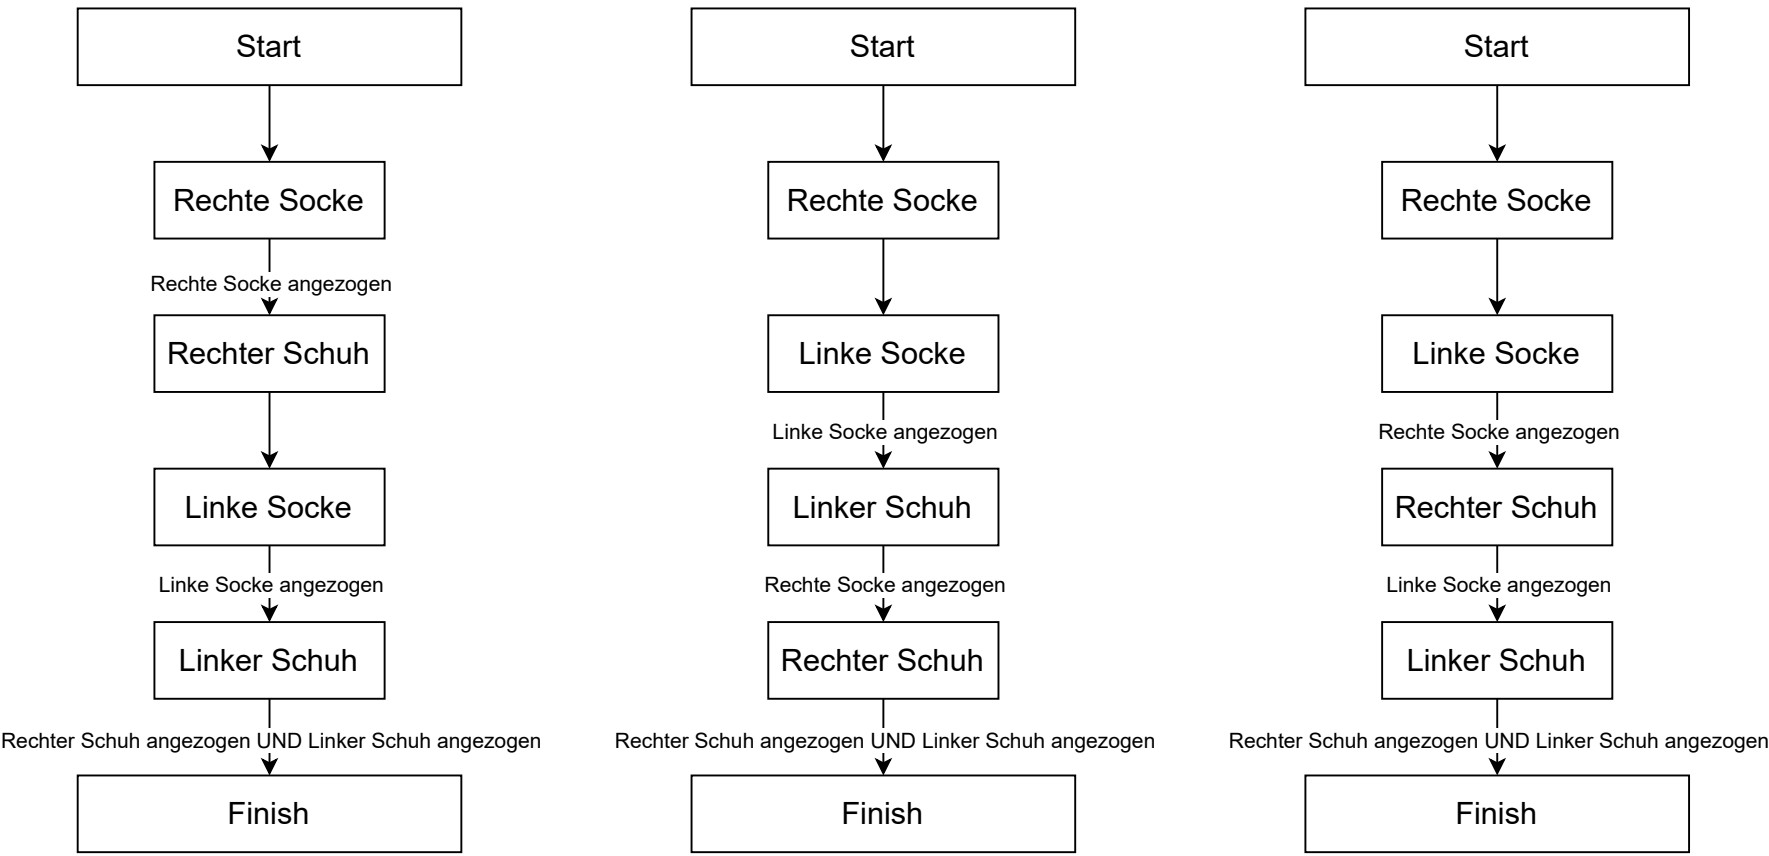 Start
Rechte Socke
Rechte Socke angezogen
Rechter Schuh
Linke Socke
Linke Socke angezogen
Linker Schuh
Rechter Schuh angezogen UND Linker Schuh angezogen
Finish
Start
Rechte Socke
Linke Socke
Linke Socke angezogen
Linker Schuh
Rechte Socke angezogen
Rechter Schuh
Rechter Schuh angezogen UND Linker Schuh angezogen
Finish
Start
Rechte Socke
Linke Socke
Rechte Socke angezogen
Rechter Schuh
Linke Socke angezogen
Linker Schuh
Rechter Schuh angezogen UND Linker Schuh angezogen
Finish